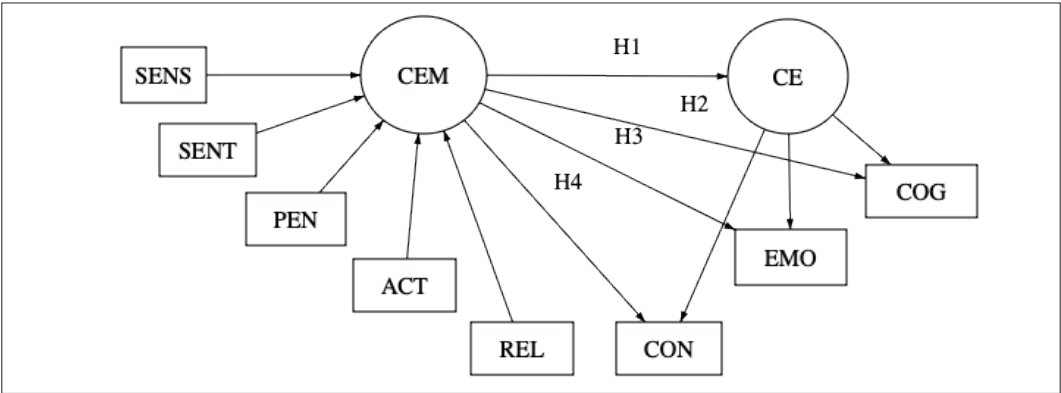 H1
SENS
CEM
CE
H2
H3
SENT
H4
COG
PEN
EMO
ACT
REL
CON